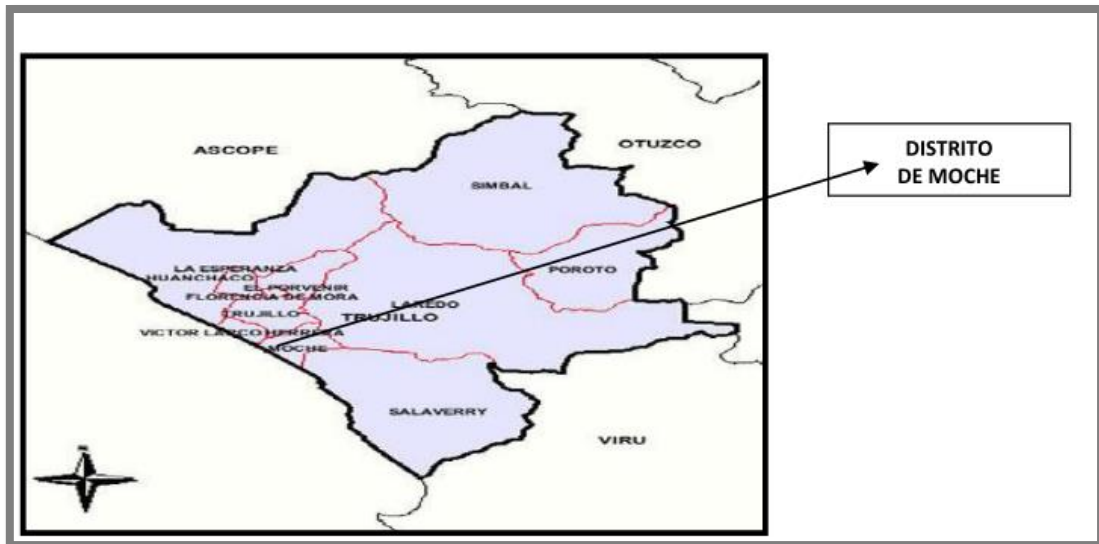 ASCOPE
OTUZCO
DISTRITO
DE MOCHE
SIMBAL
LA ESPERANZA
POROTO
HUANCHACO
EL PORVENIR
FLORENCIA DE MORA
LAREDO
TRUJILLO
TRUJILLO
VICTOR LARCO HERRERA
MOCHE
SALAVERRY
VIRU
N